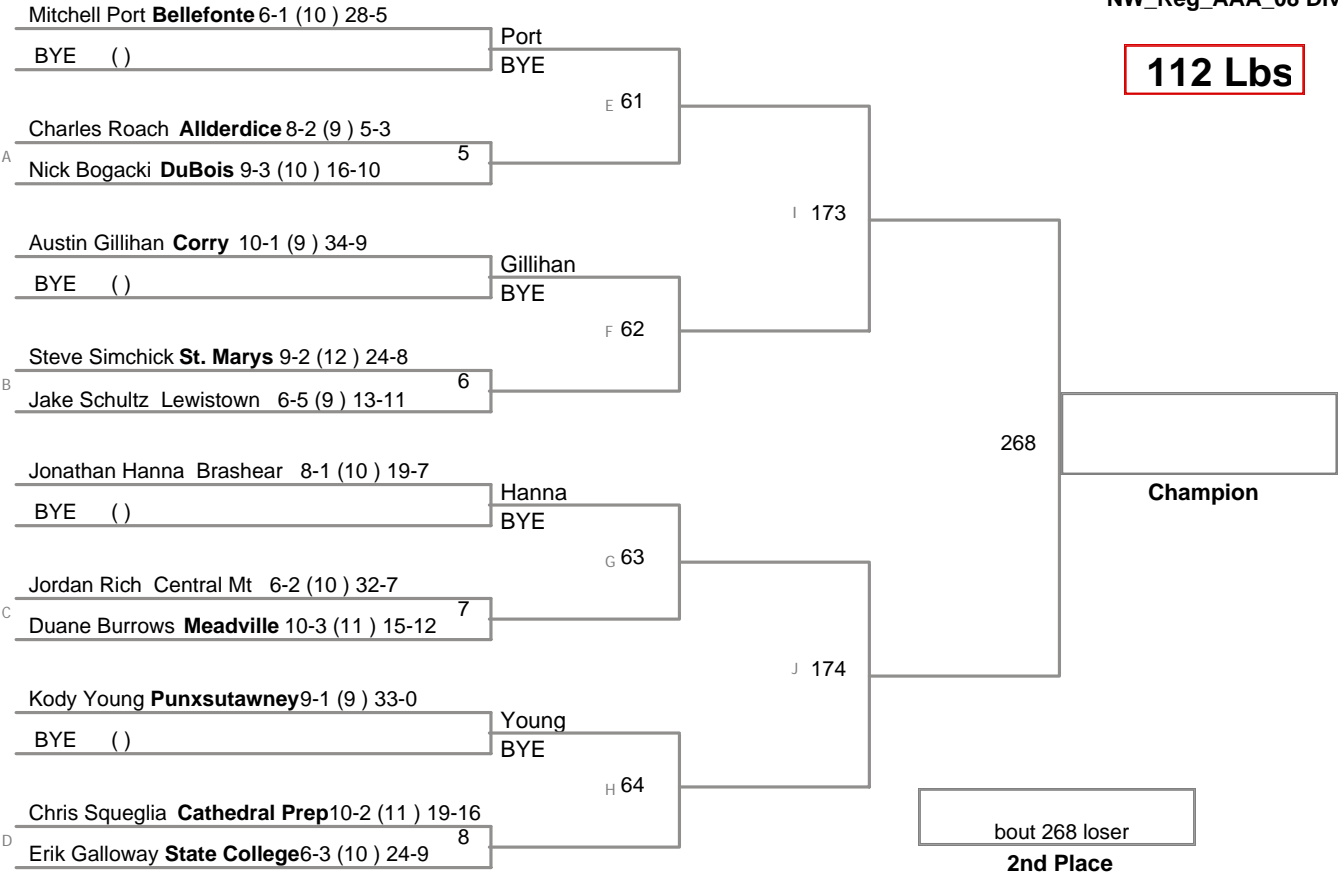 NW_Reg_AAA_08 Div
112 Lbs
Mitchell Port Bellefonte 6-1 (10 ) 28-5
BYE ( )
Port
BYE
E 61
Charles Roach Allderdice 8-2 (9 ) 5-3
A
5
Nick Bogacki DuBois 9-3 (10 ) 16-10
I 173
Austin Gillihan Corry 10-1 (9 ) 34-9
BYE ( )
Gillihan
BYE
F 62
Steve Simchick St. Marys 9-2 (12 ) 24-8
B
6
Jake Schultz Lewistown 6-5 (9 ) 13-11
268
Champion
Jonathan Hanna Brashear 8-1 (10 ) 19-7
BYE ( )
Hanna
BYE
G 63
Jordan Rich Central Mt 6-2 (10 ) 32-7
C
7
Duane Burrows Meadville 10-3 (11 ) 15-12
J 174
Kody Young Punxsutawney 9-1 (9 ) 33-0
BYE ( )
Young
BYE
H 64
Chris Squeglia Cathedral Prep 10-2 (11 ) 19-16
D
8
Erik Galloway State College 6-3 (10 ) 24-9
bout 268 loser
2nd Place